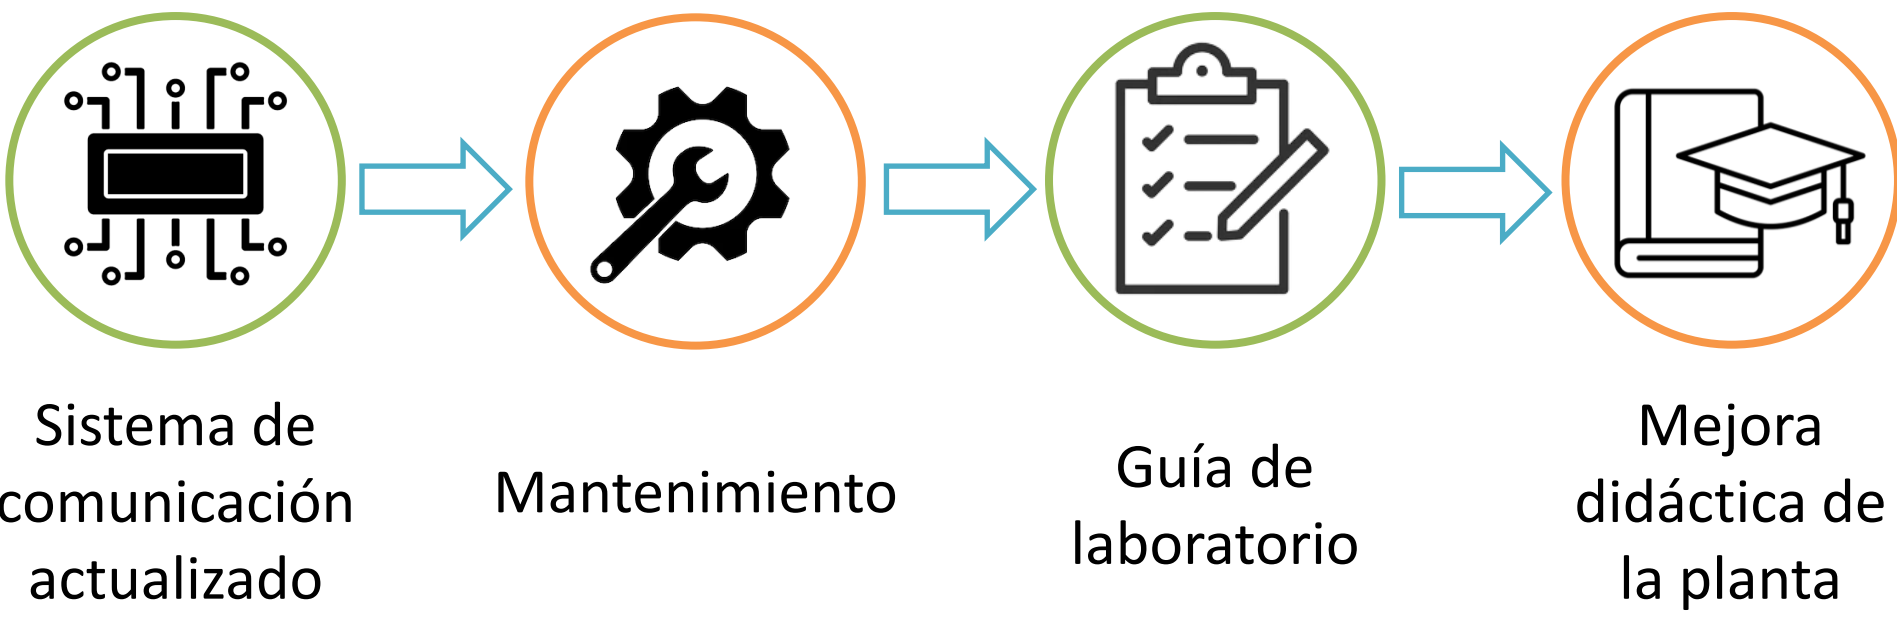 Sistema de
comunicación
actualizado
Mantenimiento
Guía de
laboratorio
Mejora
didáctica de
la planta